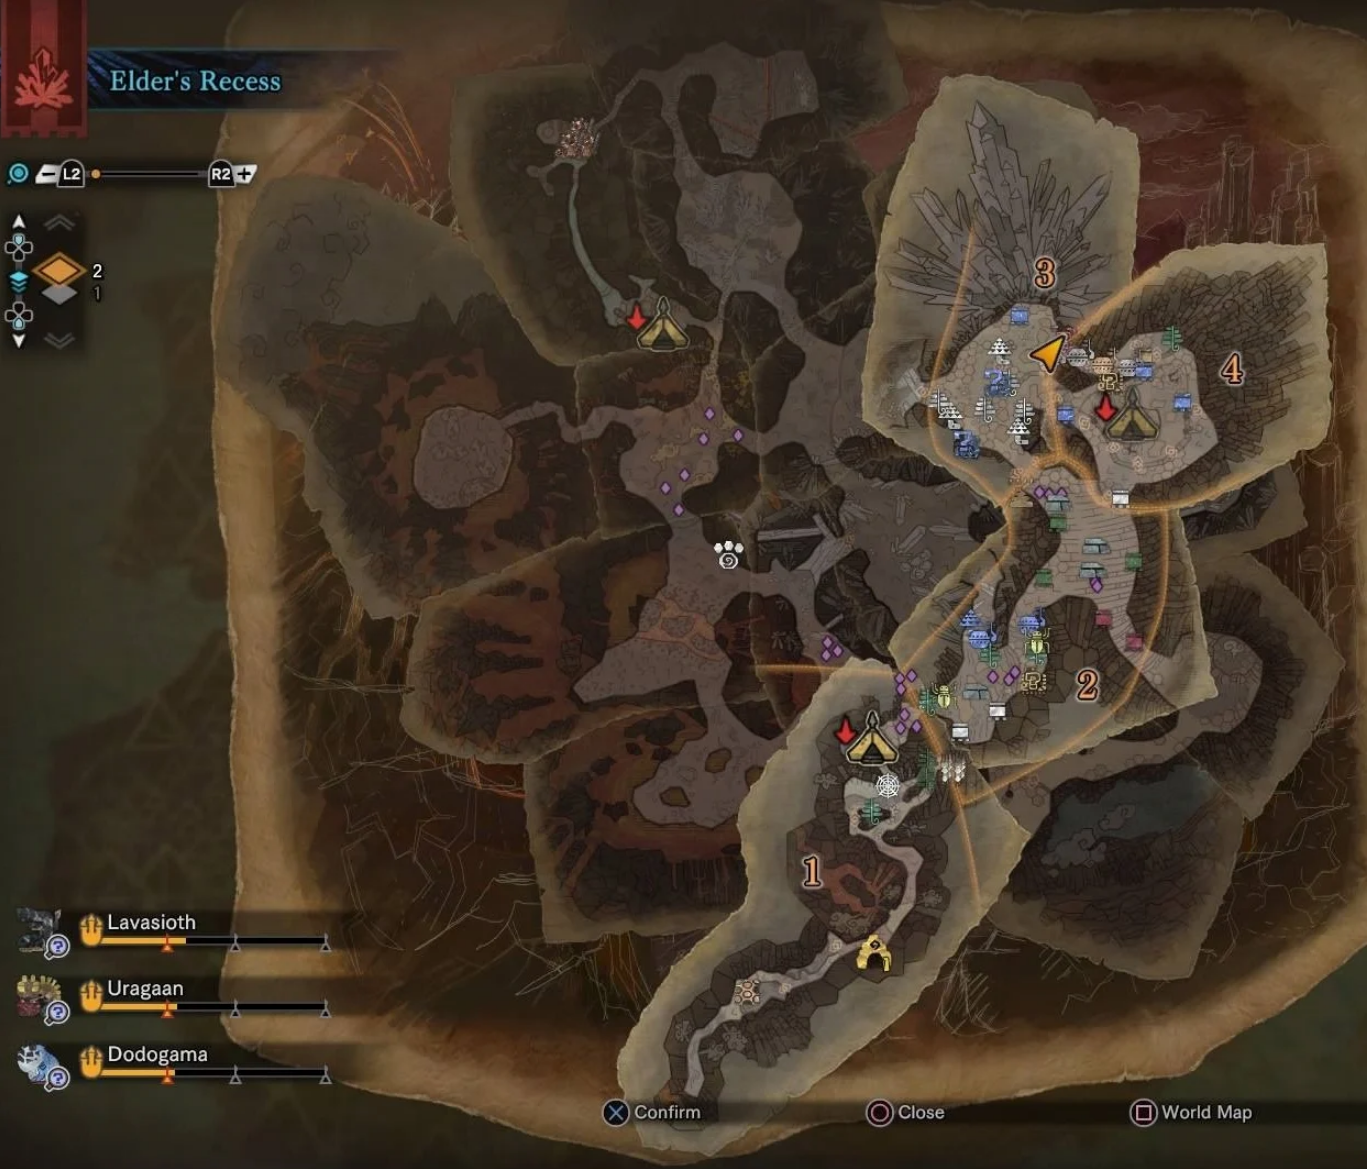 Elder's Recess
L2 R2
2
1
3
4
2
1
Lavasioth
?
Uragaan
?
Dodogama
?
Confirm Close World Map